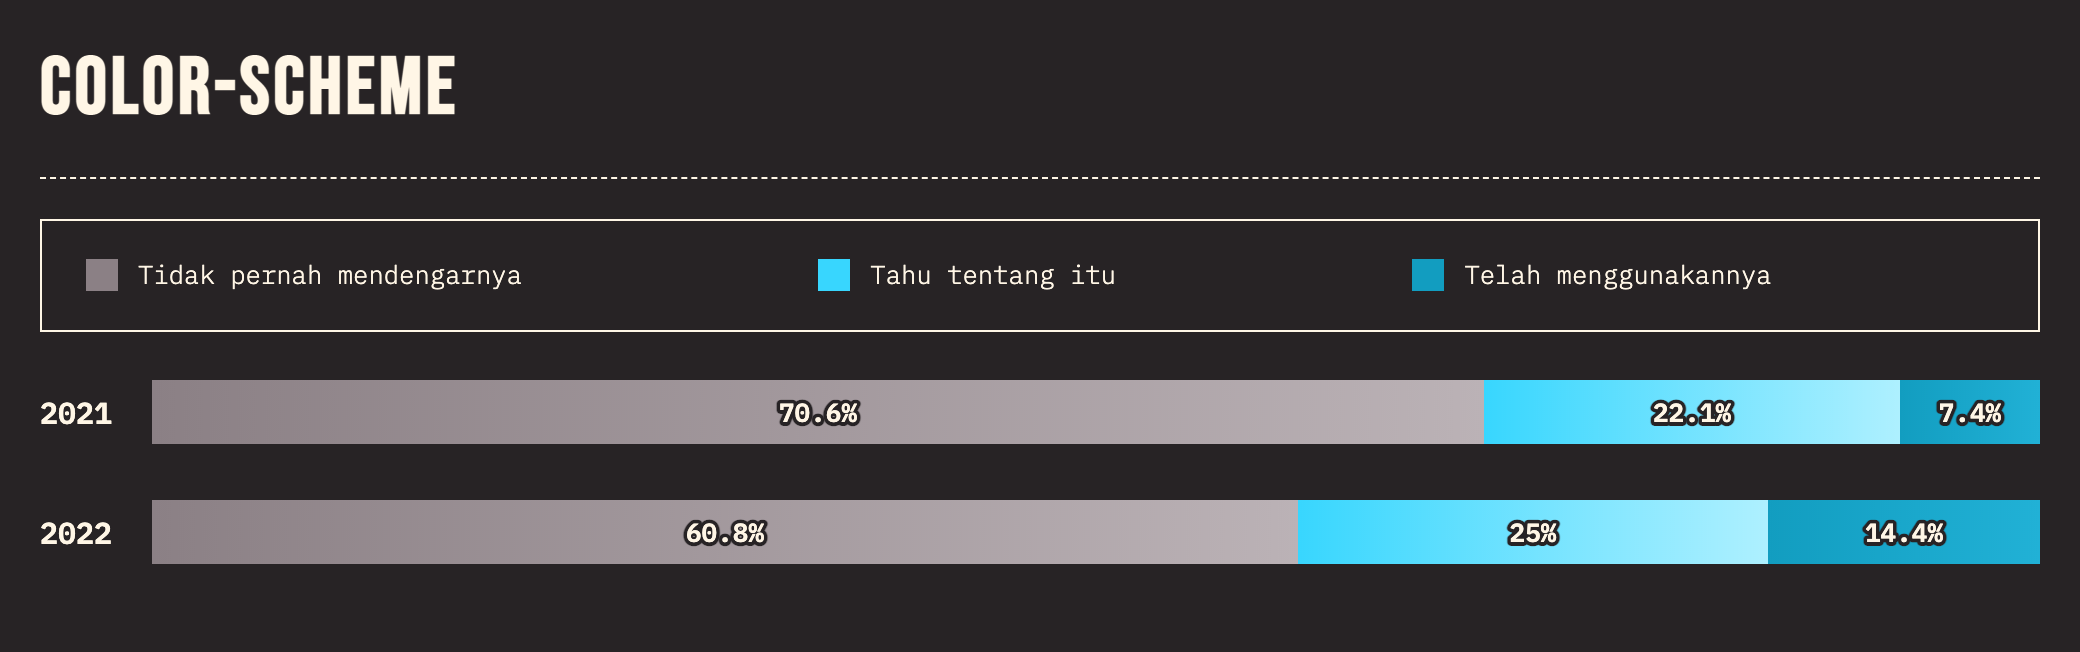 COLOR-SCHEME
Tidak pernah mendengarnya Tahu tentang itu Telah menggunakannya
2021 70.6% 22.1% 7.4%
2022 60.8% 25% 14.4%